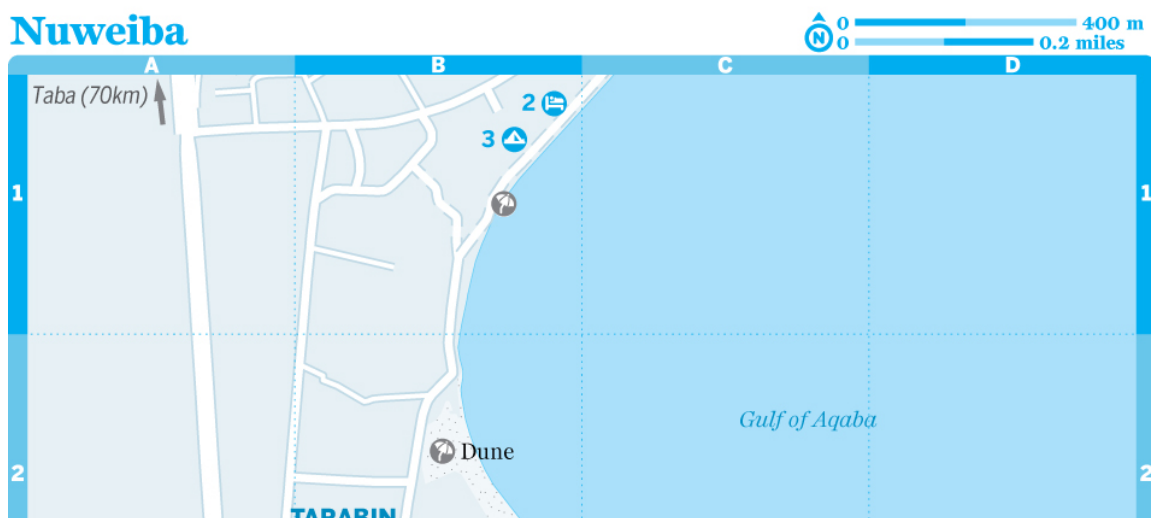 Nuweiba
0 400 m
0 0.2 miles
N
A B C D
Taba (70km)
2
3
1 1
Gulf of Aqaba
Dune
2 2
TARABIN